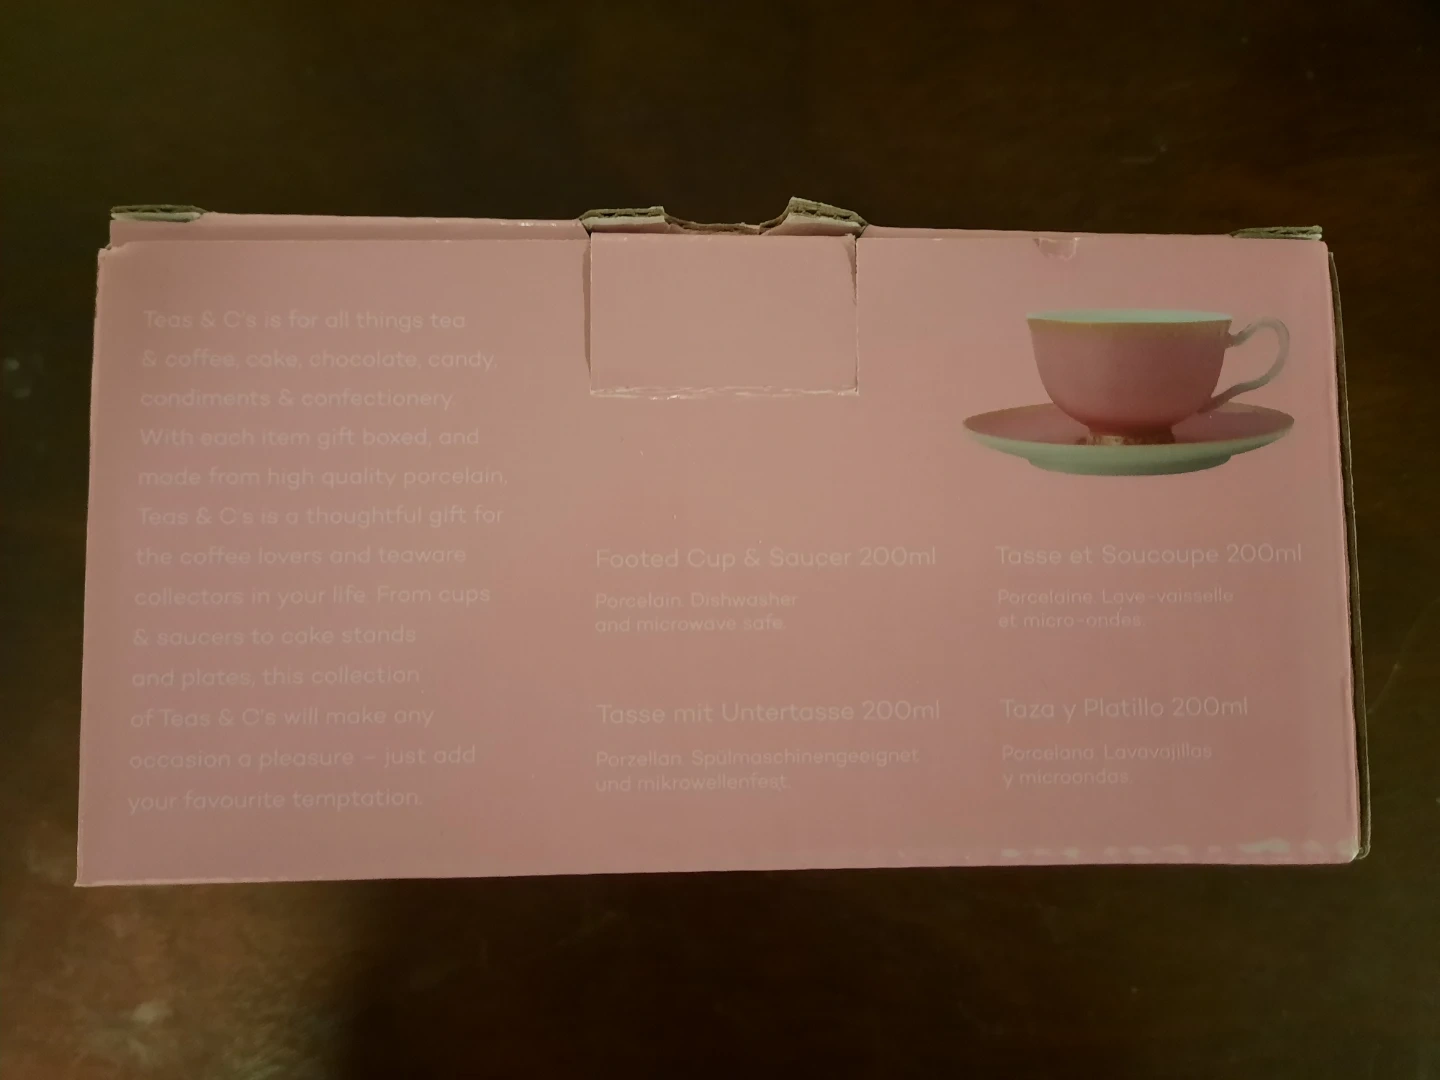 Teas & C's is for all things tea
& coffee, cake, chocolate, candy,
condiments & confectionery.
With each item gift boxed, and
made from high quality porcelain,
Teas & C's is a thoughtful gift for
the coffee lovers and teaware
collectors in your life. From cups
& saucers to cake stands
and plates, this collection
of Teas & C's will make any
occasion a pleasure – just add
your favourite temptation.
Footed Cup & Saucer 200ml
Porcelain. Dishwasher
and microwave safe.
Tasse et Soucoupe 200ml
Porcelaine. Lave-vaisselle
et micro-ondes.
Tasse mit Untertasse 200ml
Porzellan. Spülmaschinengeeignet
und mikrowellenfest.
Taza y Platillo 200ml
Porcelana. Lavavajillas
y microondas.